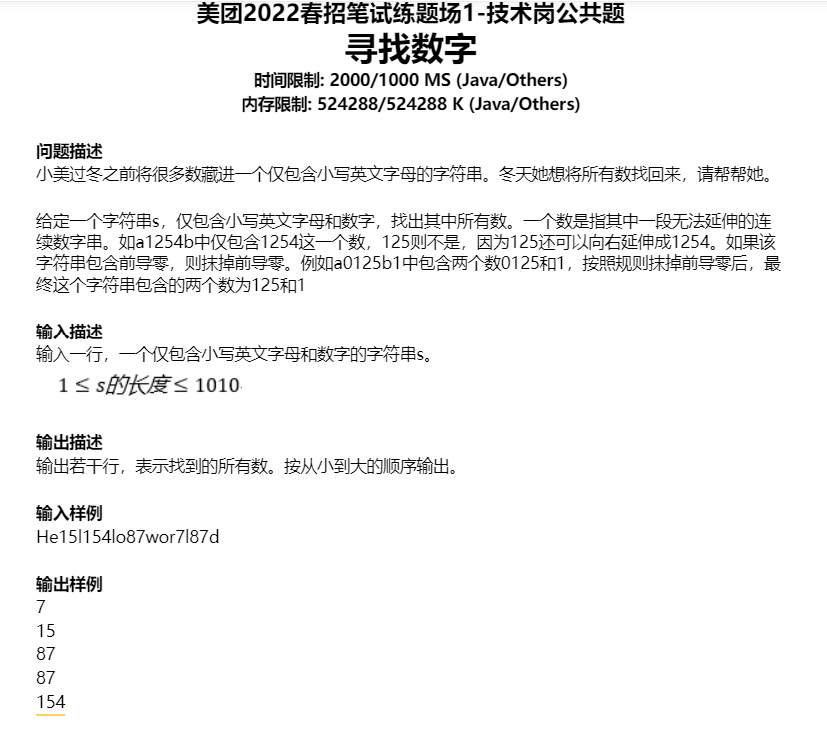 美团2022春招笔试练题场1-技术岗公共题
寻找数字
时间限制: 2000/1000 MS (Java/Others)
内存限制: 524288/524288 K (Java/Others)
问题描述
小美过冬之前将很多数藏进一个仅包含小写英文字母的字符串。冬天她想将所有数找回来，请帮帮她。
给定一个字符串s，仅包含小写英文字母和数字，找出其中所有数。一个数是指其中一段无法延伸的连
续数字串。如a1254b中仅包含1254这一个数，125则不是，因为125还可以向右延伸成1254。如果该
字符串包含前导零，则抹掉前导零。例如a0125b1中包含两个数0125和1，按照规则抹掉前导零后，最
终这个字符串包含的两个数为125和1
输入描述
输入一行，一个仅包含小写英文字母和数字的字符串s。
1 ≤ s的长度 ≤ 1010
输出描述
输出若干行，表示找到的所有数。按从小到大的顺序输出。
输入样例
He15l154lo87wor7l87d
输出样例
7
15
87
87
154